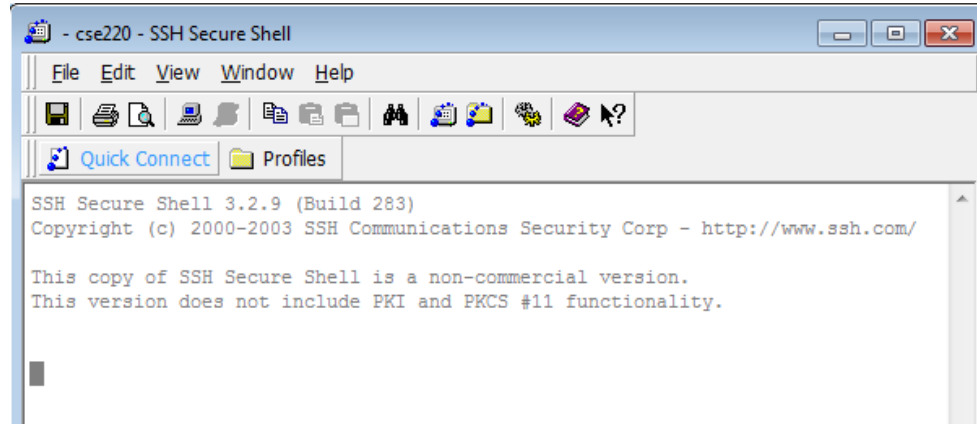 - cse220 - SSH Secure Shell
File Edit View Window Help
Quick Connect Profiles
SSH Secure Shell 3.2.9 (Build 283)
Copyright (c) 2000-2003 SSH Communications Security Corp - http://www.ssh.com/
This copy of SSH Secure Shell is a non-commercial version.
This version does not include PKI and PKCS #11 functionality.